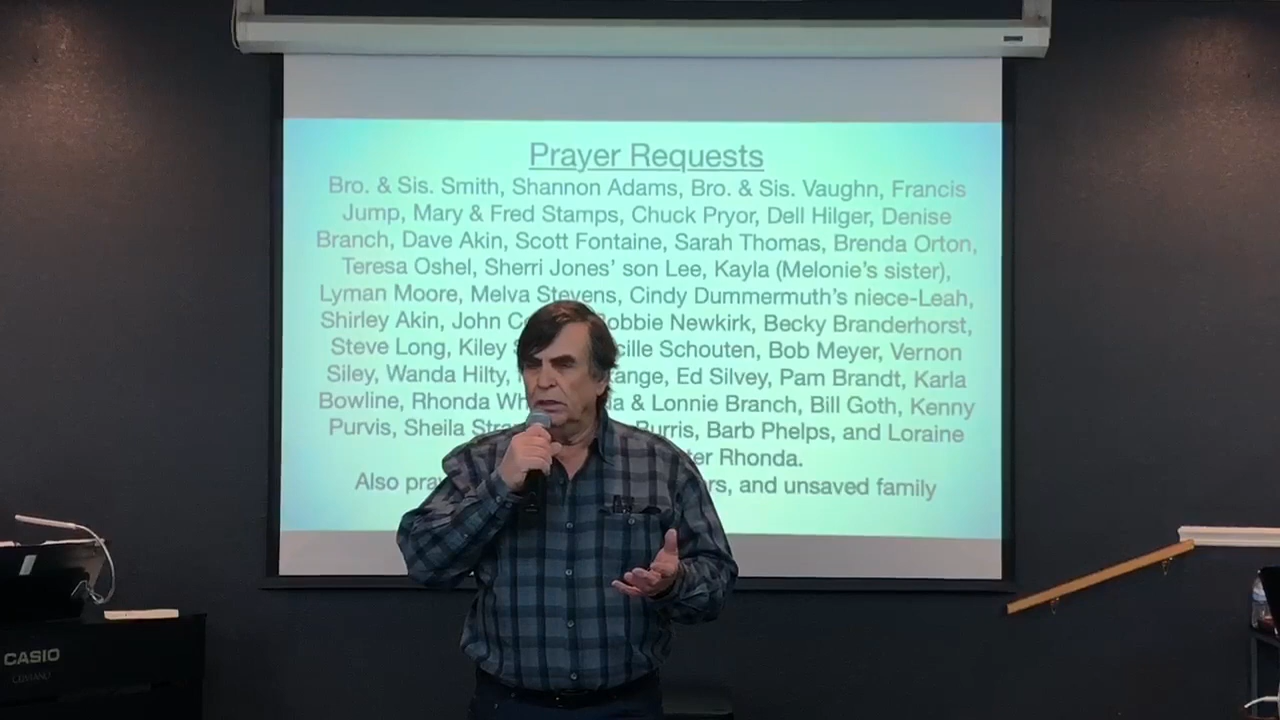 Prayer Requests
Bro. & Sis. Smith, Shannon Adams, Bro. & Sis. Vaughn, Francis
Jump, Mary & Fred Stamps, Chuck Pryor, Dell Hilger, Denise
Branch, Dave Akin, Scott Fontaine, Sarah Thomas, Brenda Orton,
Teresa Oshel, Sherri Jones' son Lee, Kayla (Melonie's sister),
Lyman Moore, Melva Stevens, Cindy Dummermuth's niece-Leah,
Shirley Akin, John Newkirk, Becky Branderhorst,
Steve Long, Kiley Schouten, Bob Meyer, Vernon
Siley, Wanda Hilty, Ed Silvey, Pam Brandt, Karla
Bowline, Rhonda & Lonnie Branch, Bill Goth, Kenny
Purvis, Sheila Burris, Barb Phelps, and Loraine
Rhonda.
Also and unsaved family
CASIO